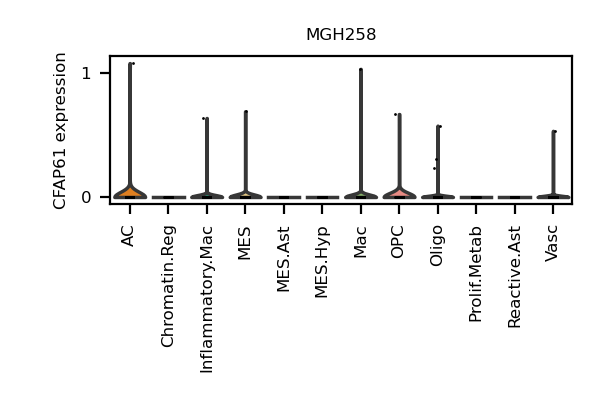 MGH258
CFAP61 expression
1
0
AC
Chromatin.Reg
Inflammatory.Mac
MES
MES.Ast
MES.Hyp
Mac
OPC
Oligo
Prolif.Metab
Reactive.Ast
Vasc